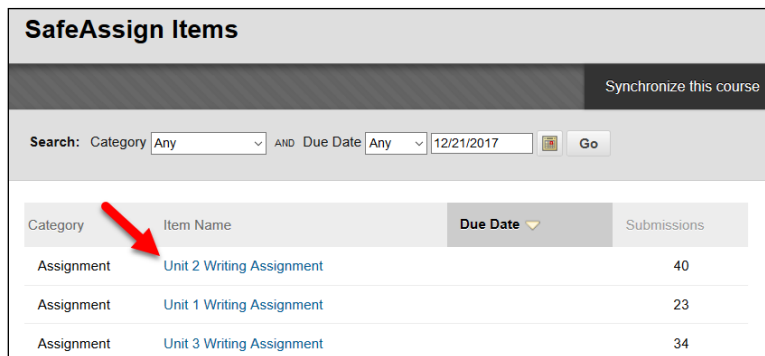 SafeAssign Items
Synchronize this course
Search: Category Any AND Due Date Any 12/21/2017 Go
Category Item Name Due Date Submissions
Assignment Unit 2 Writing Assignment 40
Assignment Unit 1 Writing Assignment 23
Assignment Unit 3 Writing Assignment 34